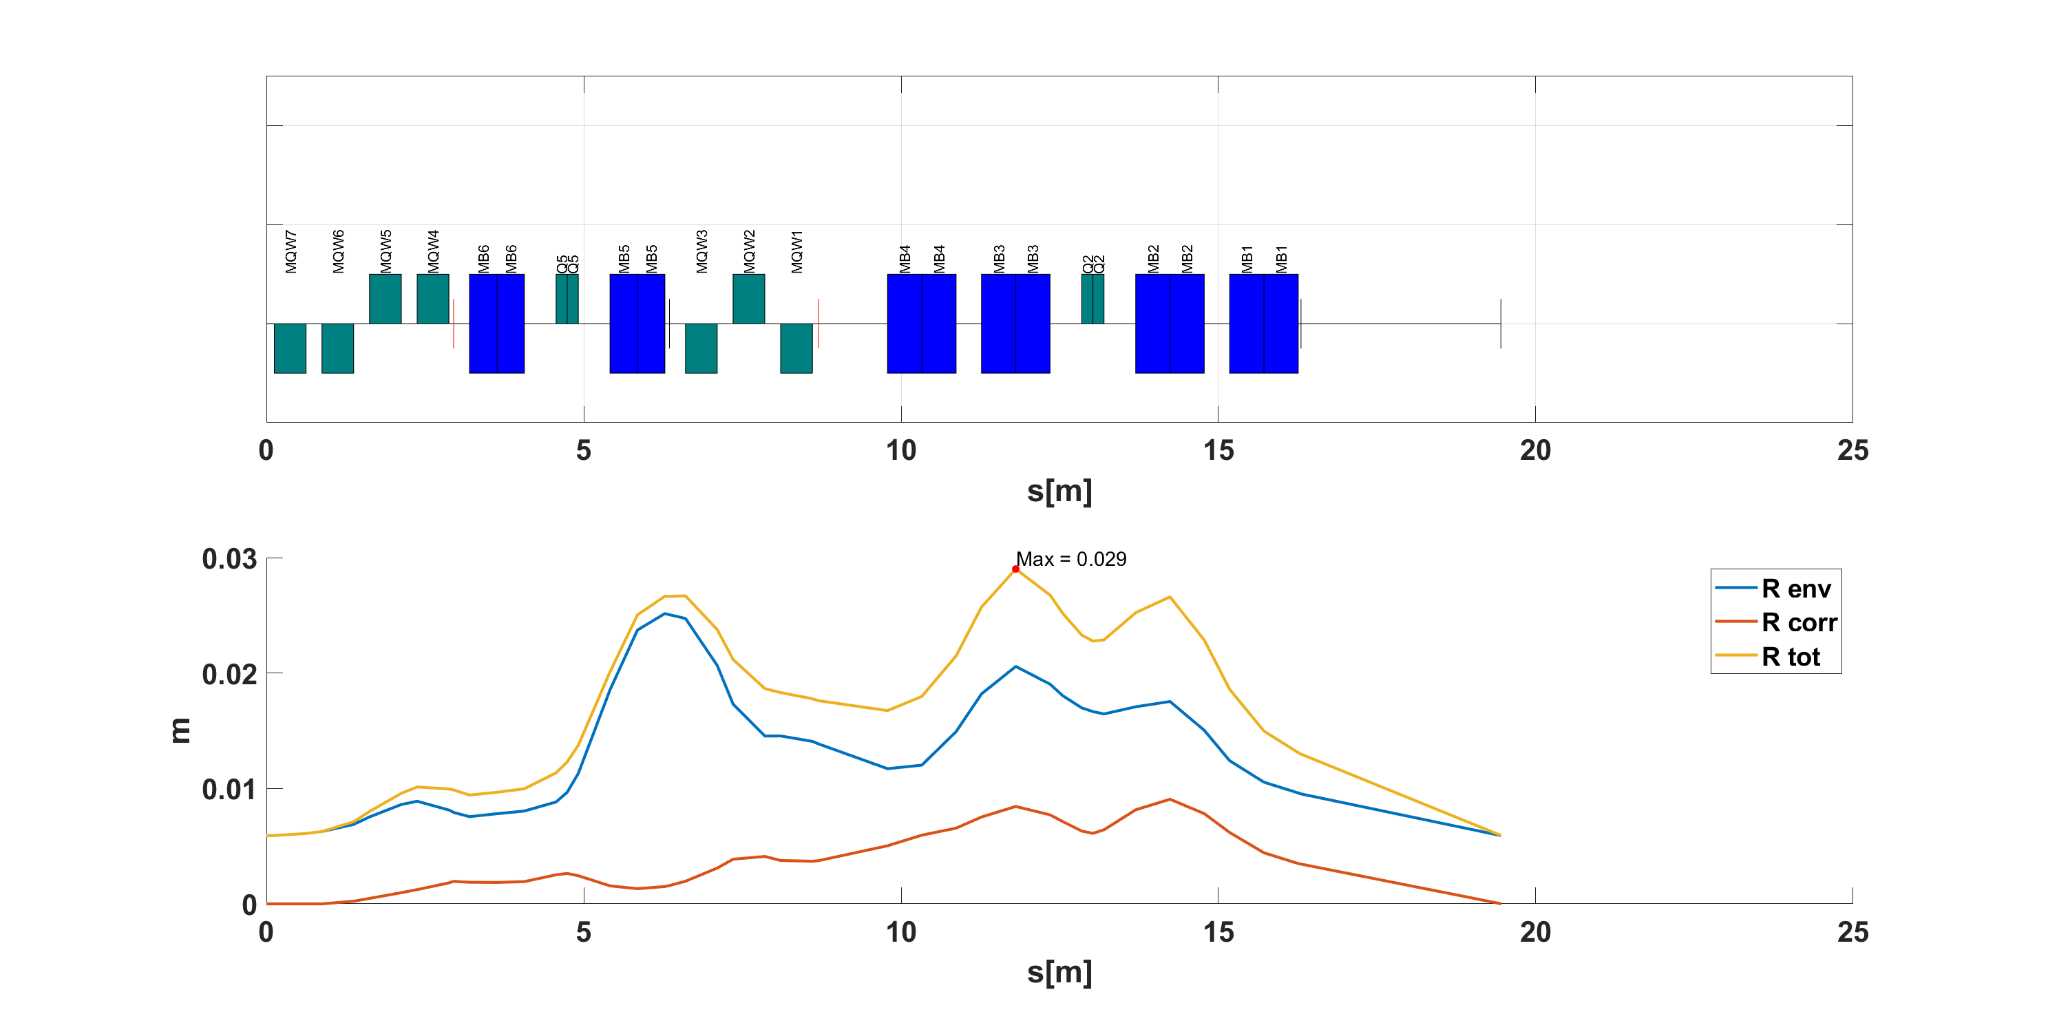 MQW7 MQW6 MQW5 MQW4 MB6 MB6 Q5 Q5 MB5 MB5 MQW3 MQW2 MQW1 MB4 MB4 MB3 MB3 Q2 Q2 MB2 MB2 MB1 MB1
0 5 10 15 20 25
s[m]
Max = 0.029
0.03
0.02
0.01
0
m
R env
R corr
R tot
0 5 10 15 20 25
s[m]